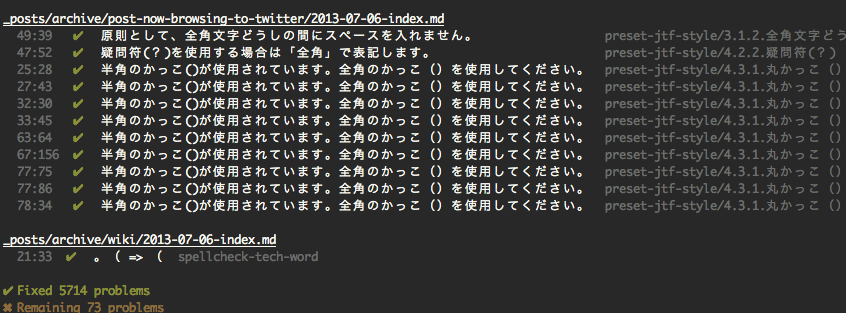 _posts/archive/post-now-browsing-to-twitter/2013-07-06-index.md
49:39 ✔ 原則として、全角文字どうしの間にスペースを入れません。 preset-jtf-style/3.1.2.全角文字どう
47:52 ✔ 疑問符(?)を使用する場合は「全角」で表記します。 preset-jtf-style/4.2.2.疑問符(?)
25:28 ✔ 半角のかっこ()が使用されています。全角のかっこ（）を使用してください。 preset-jtf-style/4.3.1.丸かっこ（）
27:43 ✔ 半角のかっこ()が使用されています。全角のかっこ（）を使用してください。 preset-jtf-style/4.3.1.丸かっこ（）
32:30 ✔ 半角のかっこ()が使用されています。全角のかっこ（）を使用してください。 preset-jtf-style/4.3.1.丸かっこ（）
33:45 ✔ 半角のかっこ()が使用されています。全角のかっこ（）を使用してください。 preset-jtf-style/4.3.1.丸かっこ（）
63:64 ✔ 半角のかっこ()が使用されています。全角のかっこ（）を使用してください。 preset-jtf-style/4.3.1.丸かっこ（）
67:156 ✔ 半角のかっこ()が使用されています。全角のかっこ（）を使用してください。 preset-jtf-style/4.3.1.丸かっこ（）
77:75 ✔ 半角のかっこ()が使用されています。全角のかっこ（）を使用してください。 preset-jtf-style/4.3.1.丸かっこ（）
77:86 ✔ 半角のかっこ()が使用されています。全角のかっこ（）を使用してください。 preset-jtf-style/4.3.1.丸かっこ（）
78:34 ✔ 半角のかっこ()が使用されています。全角のかっこ（）を使用してください。 preset-jtf-style/4.3.1.丸かっこ（）
_posts/archive/wiki/2013-07-06-index.md
21:33 ✔ 。( => （ spellcheck-tech-word
✔ Fixed 5714 problems
✖ Remaining 73 problems